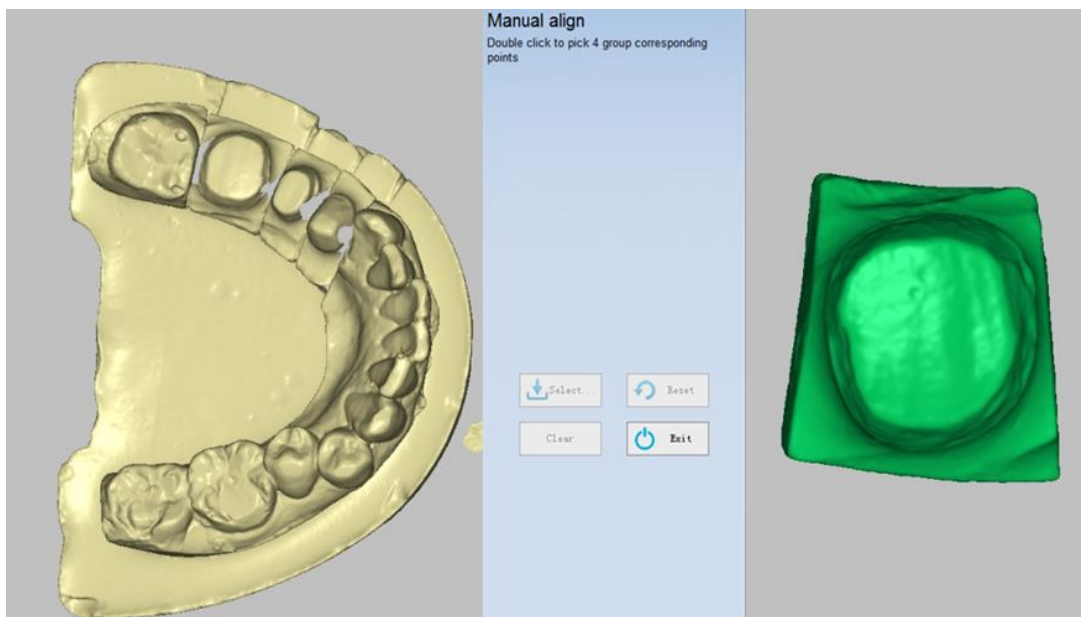 Manual align
Double click to pick 4 group corresponding
points
Select... Reset
Clear Exit